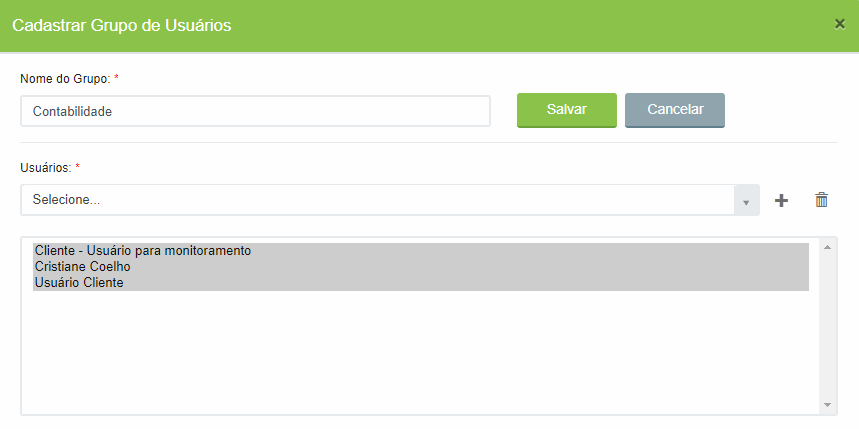 Cadastrar Grupo de Usuários
Nome do Grupo: *
Contabilidade
Salvar
Cancelar
Usuários: *
Selecione...
Cliente - Usuário para monitoramento
Cristiane Coelho
Usuário Cliente